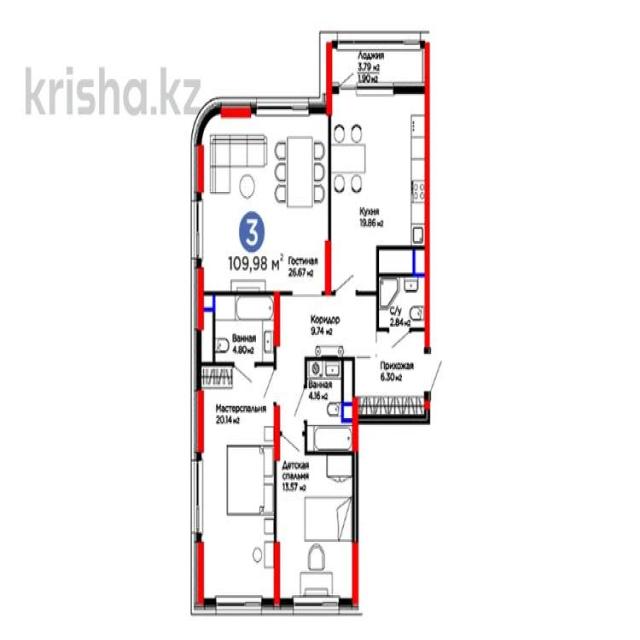 Лоджия
3.79 м2
1.90 м2
krisha.kz
Кухня
19.86 м2
3
109,98 м²
Гостиная
26.67 м2
С/у
2.84 м2
Коридор
9.74 м2
Ванная
4.80 м2
Прихожая
6.30 м2
Ванная
4.16 м2
Мастерспальня
20.14 м2
Детская
спальня
13.57 м2